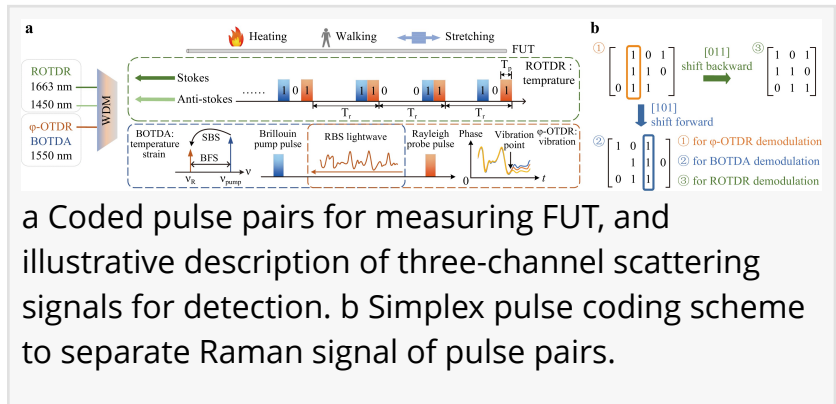 a
Heating
Walking
Stretching
FUT
ROTDR
1663 nm
1450 nm
φ-OTDR
BOTDA
1550 nm
WDM
Stokes
Anti-stokes
......
1 0 1
1 1 0
0 1 1
1 0 1
Tp
Tr
Tr
Tr
ROTDR :
temprature
BOTDA:
temperature
strain
SBS
BFS
νR
νpump
ν
Brillouin
pump pulse
RBS lightwave
Rayleigh
probe pulse
Phase
0
Vibration
point
t
φ-OTDR:
vibration
b
①
1 0 1
1 1 0
0 1 1
[011]
shift backward
③
1 0 1
1 1 0
0 1 1
[101]
shift forward
②
1 0 1
1 1 0
0 1 1
① for φ-OTDR demodulation
② for BOTDA demodulation
③ for ROTDR demodulation
a Coded pulse pairs for measuring FUT, and
illustrative description of three-channel scattering
signals for detection. b Simplex pulse coding scheme
to separate Raman signal of pulse pairs.